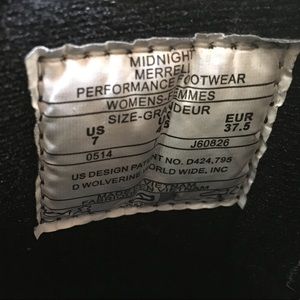 MIDNIGHT
MERRELL
PERFORMANCE FOOTWEAR
WOMENS-FEMMES
SIZE-GRANDEUR
US EUR
7 37.5
0514 J60826
US DESIGN PATENT NO. D424,795
D WOLVERINE WORLD WIDE, INC